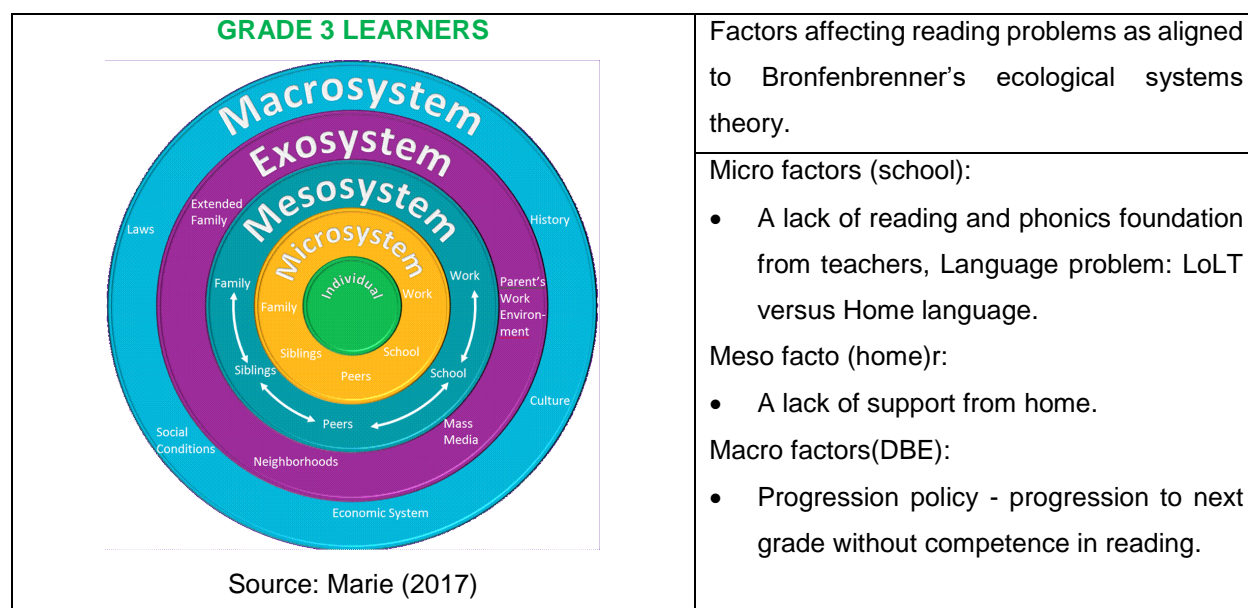 GRADE 3 LEARNERS
Macrosystem
Exosystem
Mesosystem
Microsystem
Individual
Laws
Extended
Family
History
Family
Work
Parent's
Work
Environ-
ment
Family
Work
Siblings
School
Peers
Siblings
School
Peers
Culture
Mass
Media
Social
Conditions
Neighborhoods
Economic System
Source: Marie (2017)
Factors affecting reading problems as aligned
to Bronfenbrenner’s ecological systems
theory.
Micro factors (school):
• A lack of reading and phonics foundation
from teachers, Language problem: LoLT
versus Home language.
Meso facto (home)r:
• A lack of support from home.
Macro factors(DBE):
• Progression policy - progression to next
grade without competence in reading.